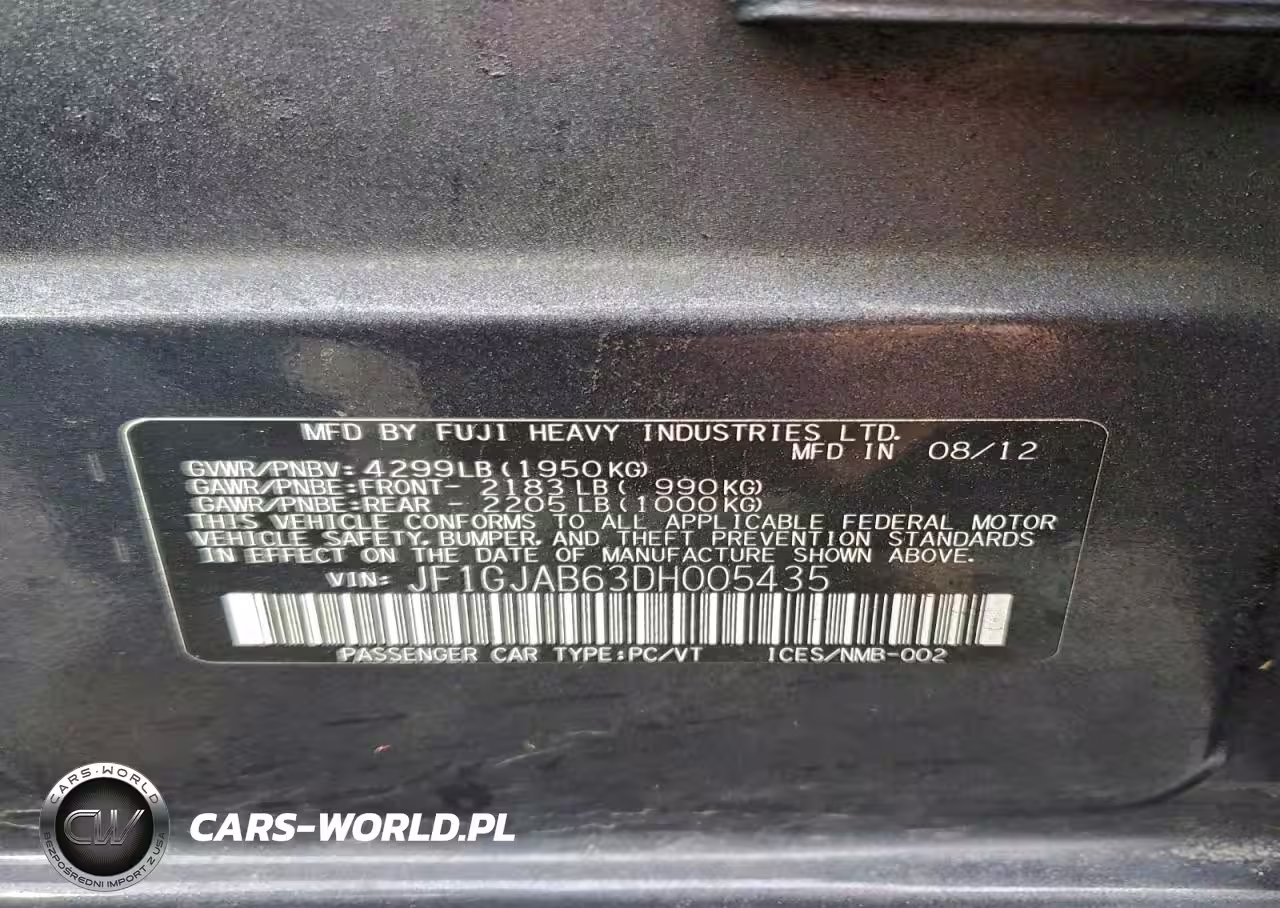 MFD BY FUJI HEAVY INDUSTRIES LTD.
MFD IN 08/12
GVWR/PNBV: 4299LB (1950KG)
GAWR/PNBE:FRONT- 2183 LB ( 990KG)
GAWR/PNBE:REAR - 2205 LB (1000KG)
THIS VEHICLE CONFORMS TO ALL APPLICABLE FEDERAL MOTOR
VEHICLE SAFETY, BUMPER, AND THEFT PREVENTION STANDARDS
IN EFFECT ON THE DATE OF MANUFACTURE SHOWN ABOVE.
VIN: JF1GJAB63DH005435
PASSENGER CAR TYPE:PC/VT ICES/NMB-002
CARS-WORLD
CW
BEZPOŚREDNI IMPORT Z USA
CARS-WORLD.PL